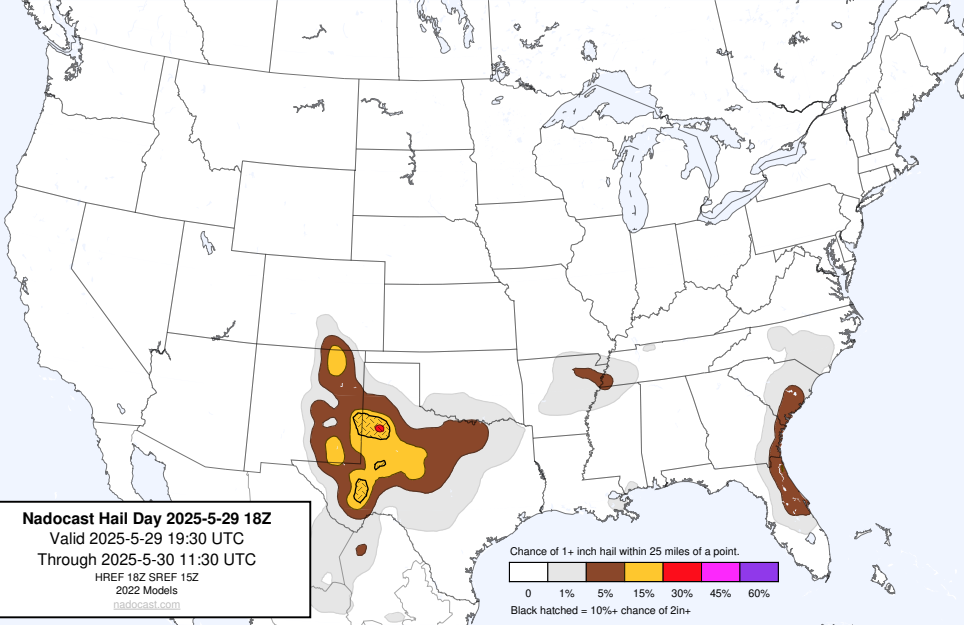 Nadocast Hail Day 2025-5-29 18Z
Valid 2025-5-29 19:30 UTC
Through 2025-5-30 11:30 UTC
HREF 18Z SREF 15Z
2022 Models
nadocast.com
Chance of 1+ inch hail within 25 miles of a point.
0 1% 5% 15% 30% 45% 60%
Black hatched = 10%+ chance of 2in+